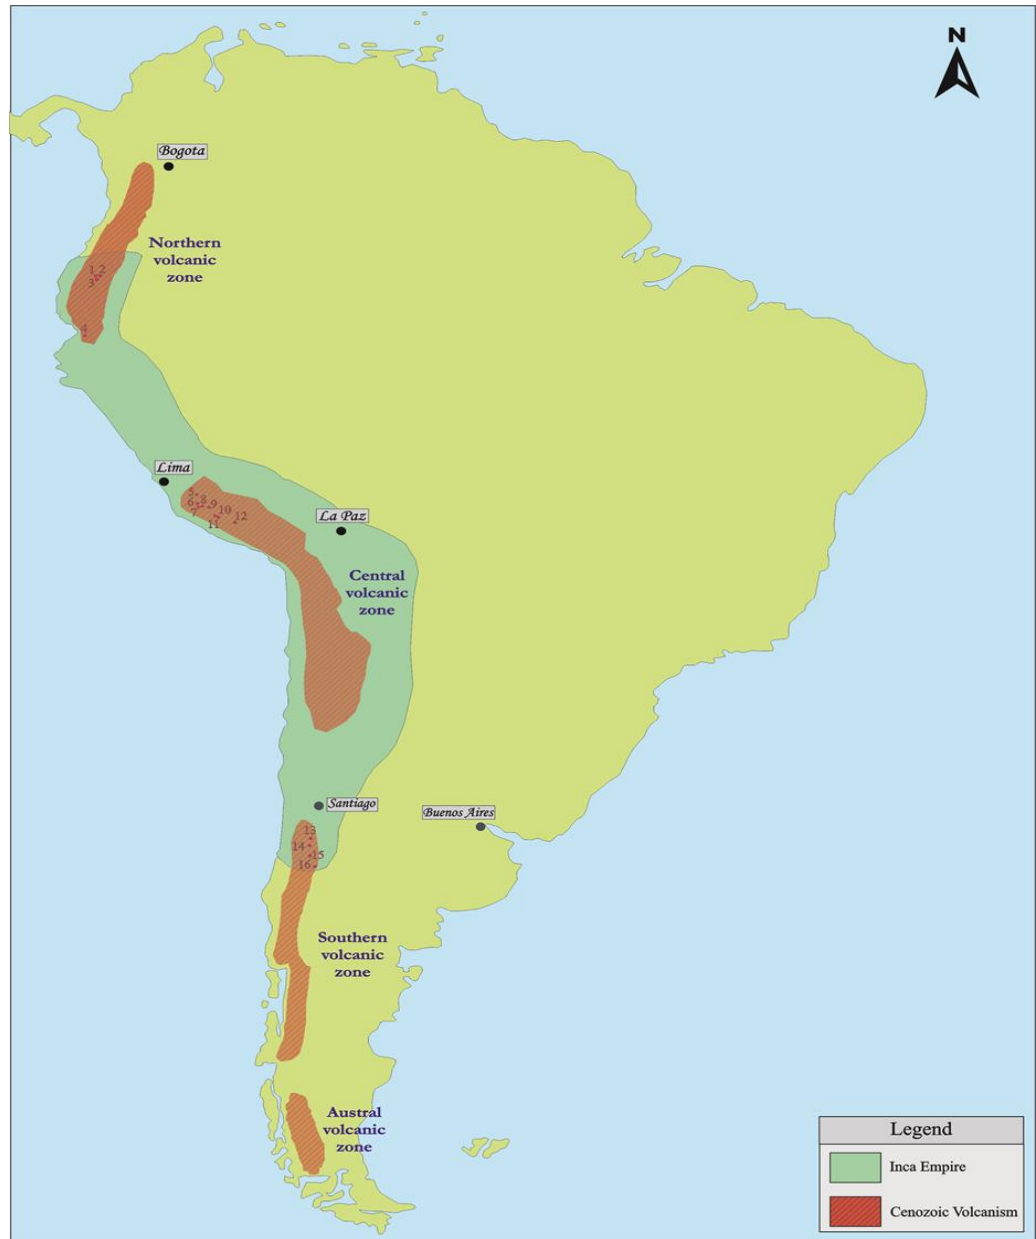 N
Bogota
Northern
volcanic
zone
1 2
3
4
Lima
5
6 8 9
7 10
11 12
La Paz
Central
volcanic
zone
Santiago
Buenos Aires
13
14
15
16
Southern
volcanic
zone
Austral
volcanic
zone
Legend
Inca Empire
Cenozoic Volcanism